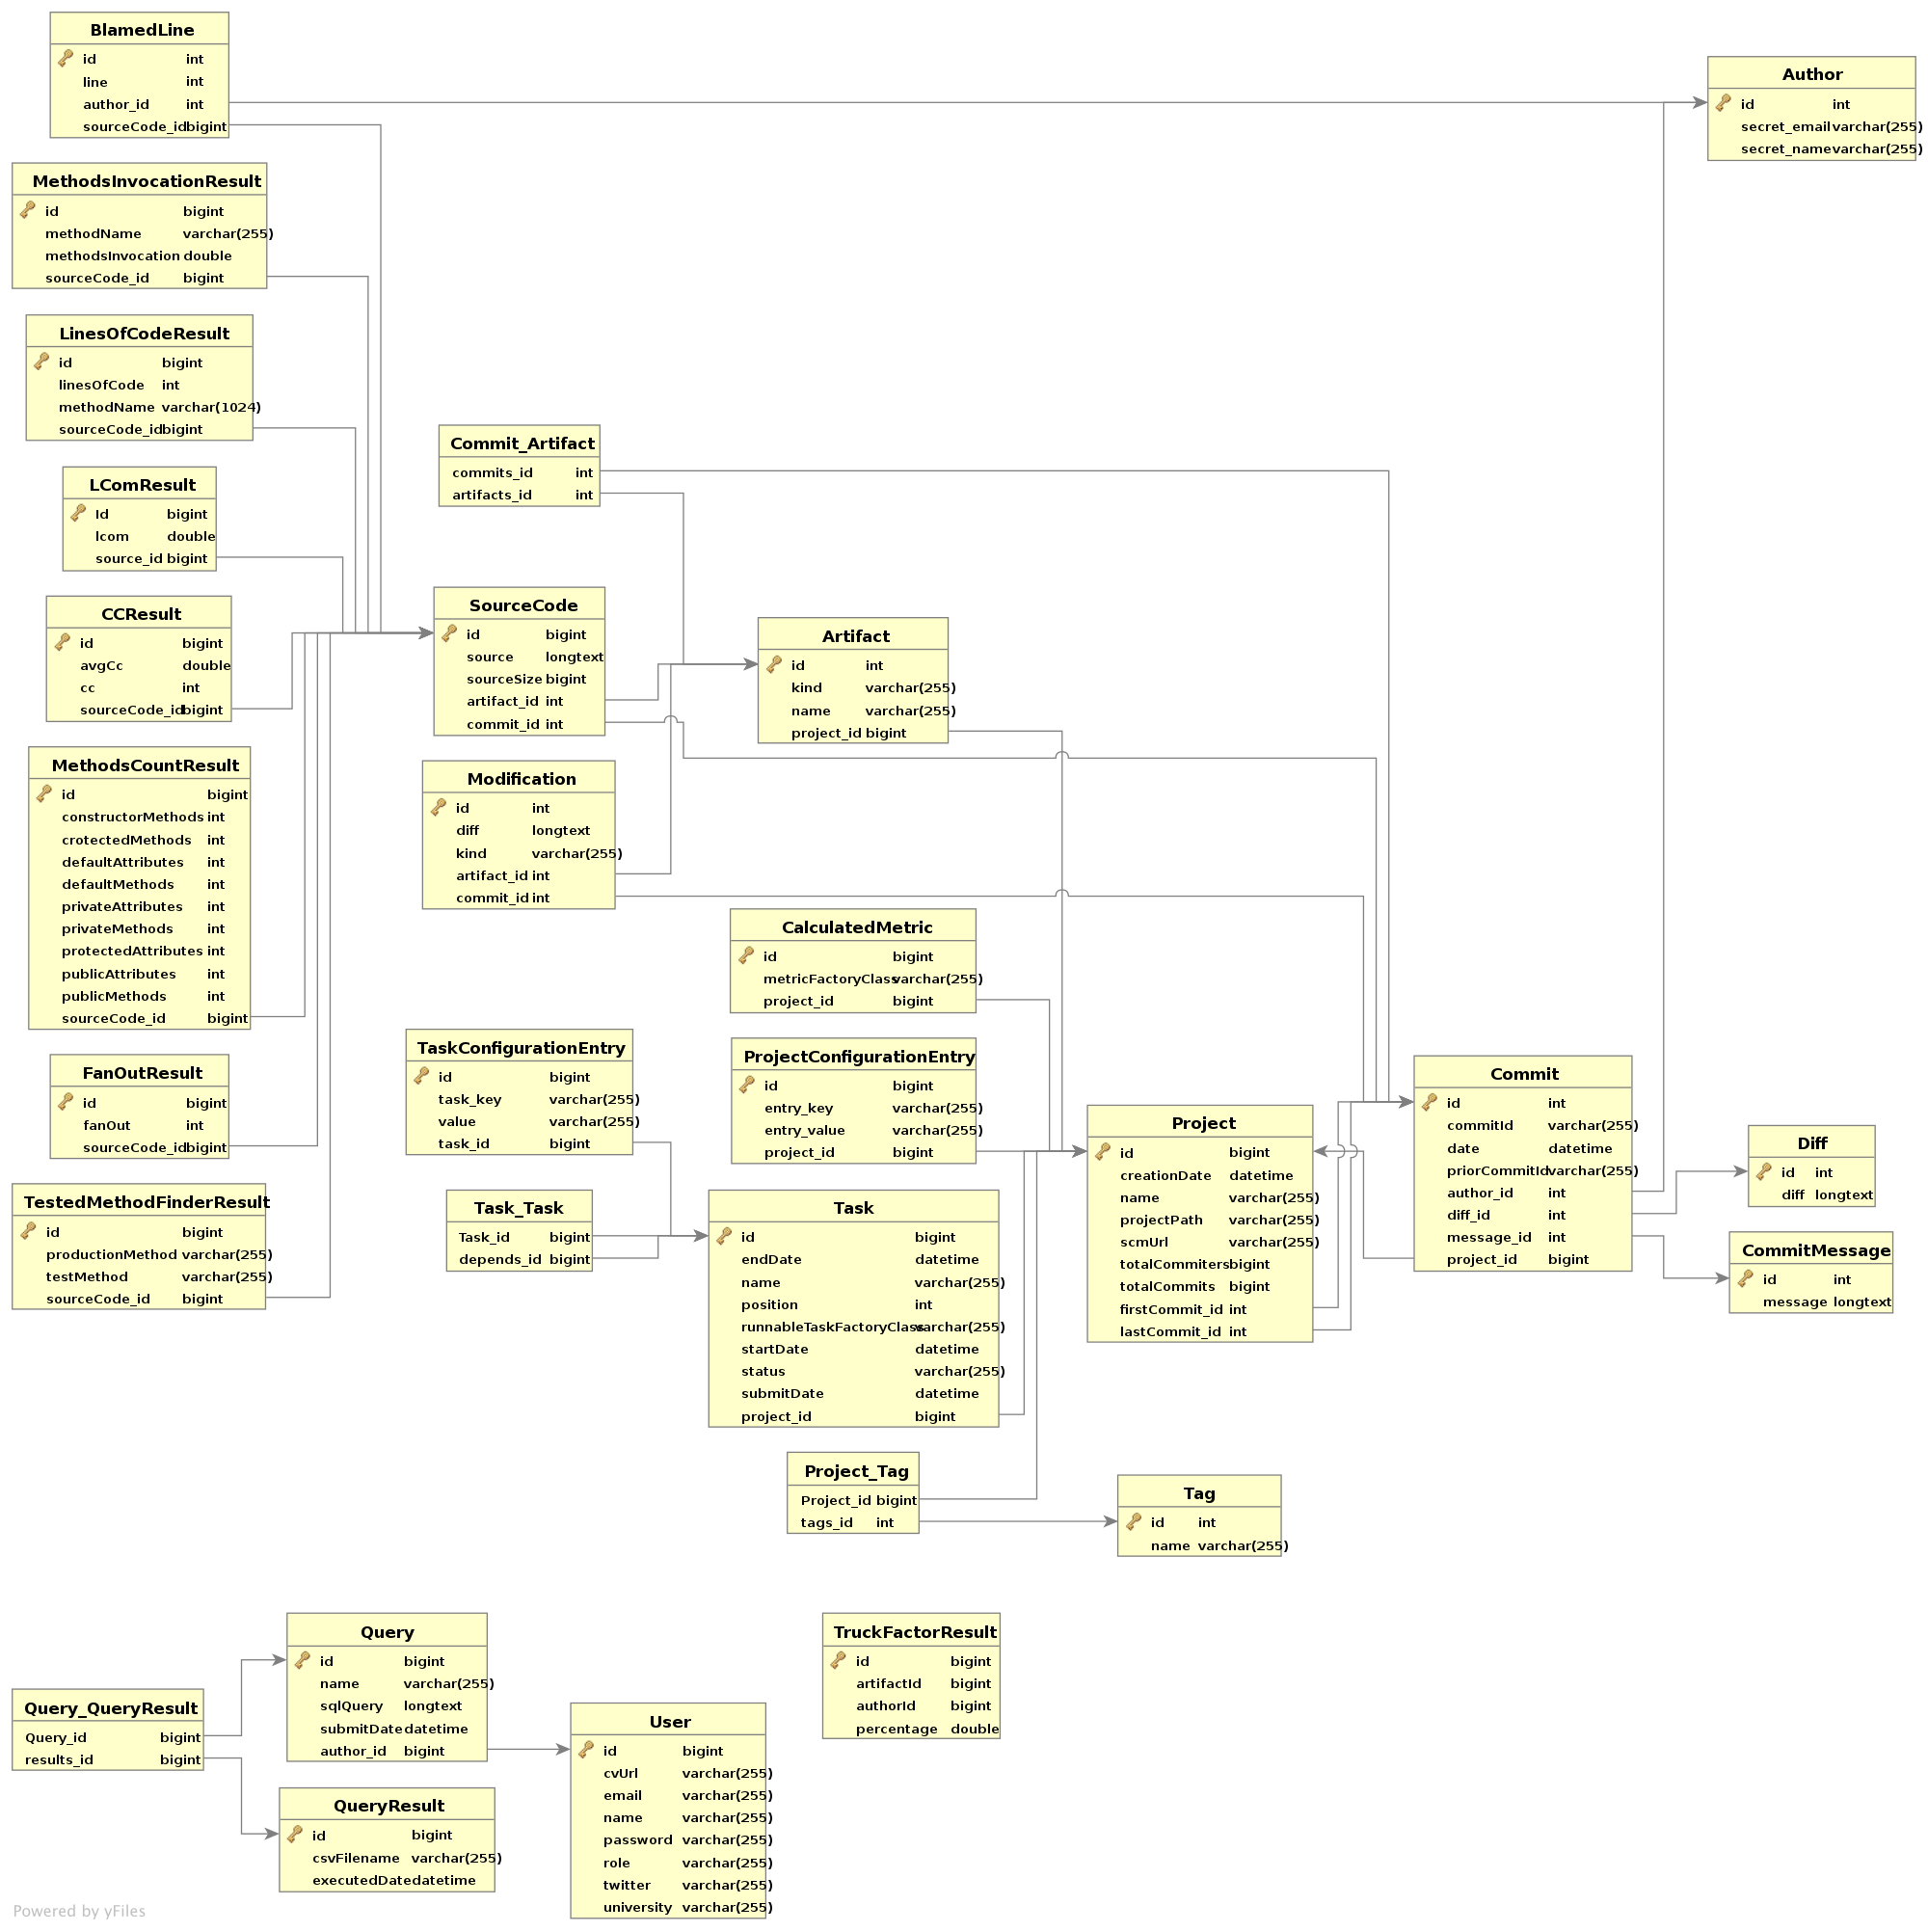 BlamedLine
id int
line int
author_id int
sourceCode_id bigint
Author
id int
secret_email varchar(255)
secret_name varchar(255)
MethodsInvocationResult
id bigint
methodName varchar(255)
methodsInvocation double
sourceCode_id bigint
LinesOfCodeResult
id bigint
linesOfCode int
methodName varchar(1024)
sourceCode_id bigint
Commit_Artifact
commits_id int
artifacts_id int
LComResult
Id bigint
lcom double
source_id bigint
SourceCode
id bigint
source longtext
sourceSize bigint
artifact_id int
commit_id int
CCResult
id bigint
avgCc double
cc int
sourceCode_id bigint
Artifact
id int
kind varchar(255)
name varchar(255)
project_id bigint
MethodsCountResult
id bigint
constructorMethods int
crotectedMethods int
defaultAttributes int
defaultMethods int
privateAttributes int
privateMethods int
protectedAttributes int
publicAttributes int
publicMethods int
sourceCode_id bigint
Modification
id int
diff longtext
kind varchar(255)
artifact_id int
commit_id int
CalculatedMetric
id bigint
metricFactoryClass varchar(255)
project_id bigint
TaskConfigurationEntry
id bigint
task_key varchar(255)
value varchar(255)
task_id bigint
ProjectConfigurationEntry
id bigint
entry_key varchar(255)
entry_value varchar(255)
project_id bigint
FanOutResult
id bigint
fanOut int
sourceCode_id bigint
Commit
id int
commitId varchar(255)
date datetime
priorCommitId varchar(255)
author_id int
diff_id int
message_id int
project_id bigint
Project
id bigint
creationDate datetime
name varchar(255)
projectPath varchar(255)
scmUrl varchar(255)
totalCommiters bigint
totalCommits bigint
firstCommit_id int
lastCommit_id int
Diff
id int
diff longtext
CommitMessage
id int
message longtext
TestedMethodFinderResult
id bigint
productionMethod varchar(255)
testMethod varchar(255)
sourceCode_id bigint
Task_Task
Task_id bigint
depends_id bigint
Task
id bigint
endDate datetime
name varchar(255)
position int
runnableTaskFactoryClass varchar(255)
startDate datetime
status varchar(255)
submitDate datetime
project_id bigint
Project_Tag
Project_id bigint
tags_id int
Tag
id int
name varchar(255)
Query
id bigint
name varchar(255)
sqlQuery longtext
submitDate datetime
author_id bigint
TruckFactorResult
id bigint
artifactId bigint
authorId bigint
percentage double
Query_QueryResult
Query_id bigint
results_id bigint
User
id bigint
cvUrl varchar(255)
email varchar(255)
name varchar(255)
password varchar(255)
role varchar(255)
twitter varchar(255)
university varchar(255)
QueryResult
id bigint
csvFilename varchar(255)
executedDate datetime
Powered by yFiles